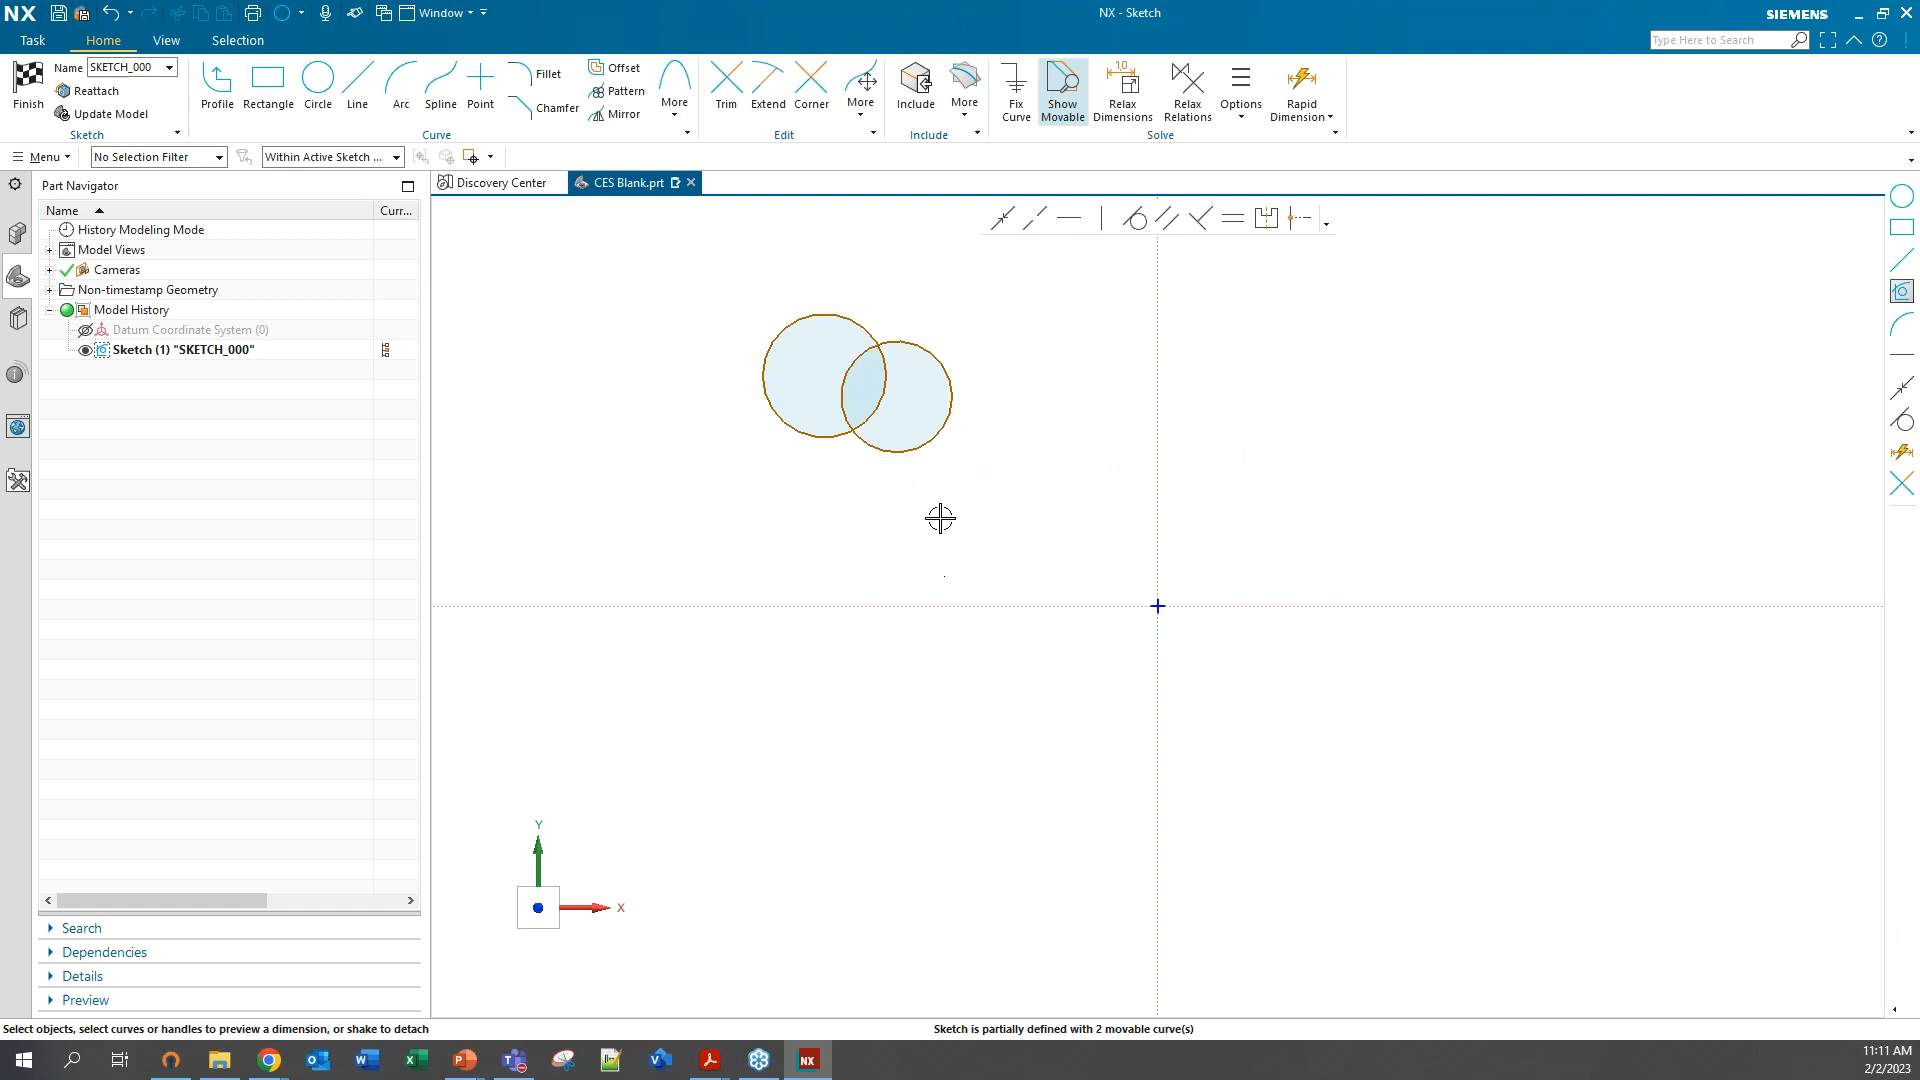 NX
Window
NX - Sketch
SIEMENS
Task
Home
View
Selection
Type Here to Search
Finish
Name
SKETCH_000
Reattach
Update Model
Sketch
Profile
Rectangle
Circle
Line
Arc
Spline
Point
Fillet
Chamfer
Offset
Pattern
Mirror
More
Curve
Trim
Extend
Corner
More
Edit
Include
More
Include
Fix Curve
Show Movable
Relax Dimensions
Relax Relations
Options
Rapid Dimension
Solve
Menu
No Selection Filter
Within Active Sketch ...
Part Navigator
Discovery Center
CES Blank.prt
Name
Curr...
History Modeling Mode
Model Views
Cameras
Non-timestamp Geometry
Model History
Datum Coordinate System (0)
Sketch (1) "SKETCH_000"
Y
X
Search
Dependencies
Details
Preview
Select objects, select curves or handles to preview a dimension, or shake to detach
Sketch is partially defined with 2 movable curve(s)
11:11 AM
2/2/2023